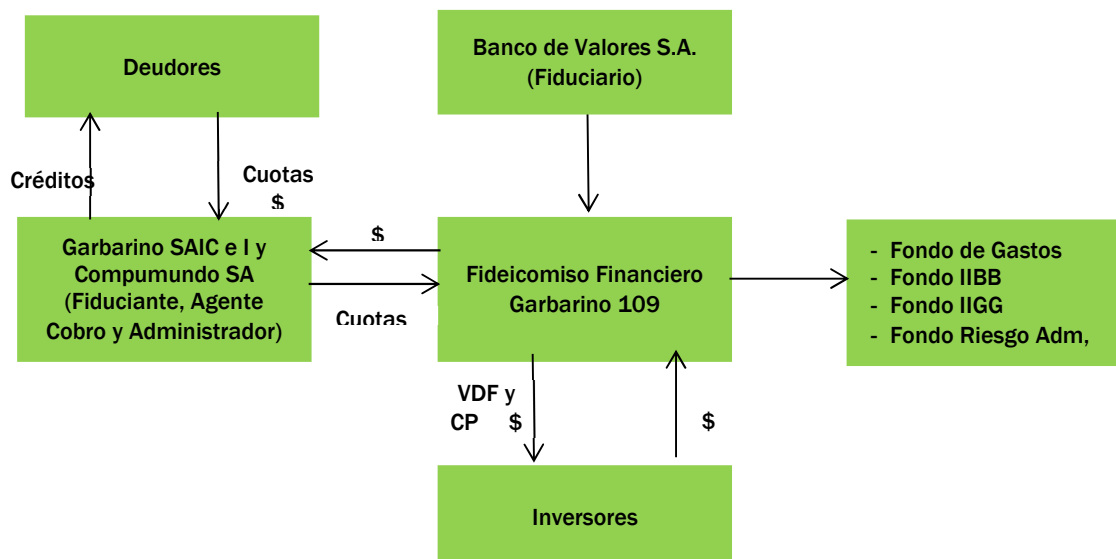 Deudores
Banco de Valores S.A.
(Fiduciario)
Créditos
Cuotas
$
Garbarino SAIC e I y
Compumundo SA
(Fiduciante, Agente
Cobro y Administrador)
$
Cuotas
Fideicomiso Financiero
Garbarino 109
- Fondo de Gastos
- Fondo IIBB
- Fondo IIGG
- Fondo Riesgo Adm,
VDF y
CP $
$
Inversores